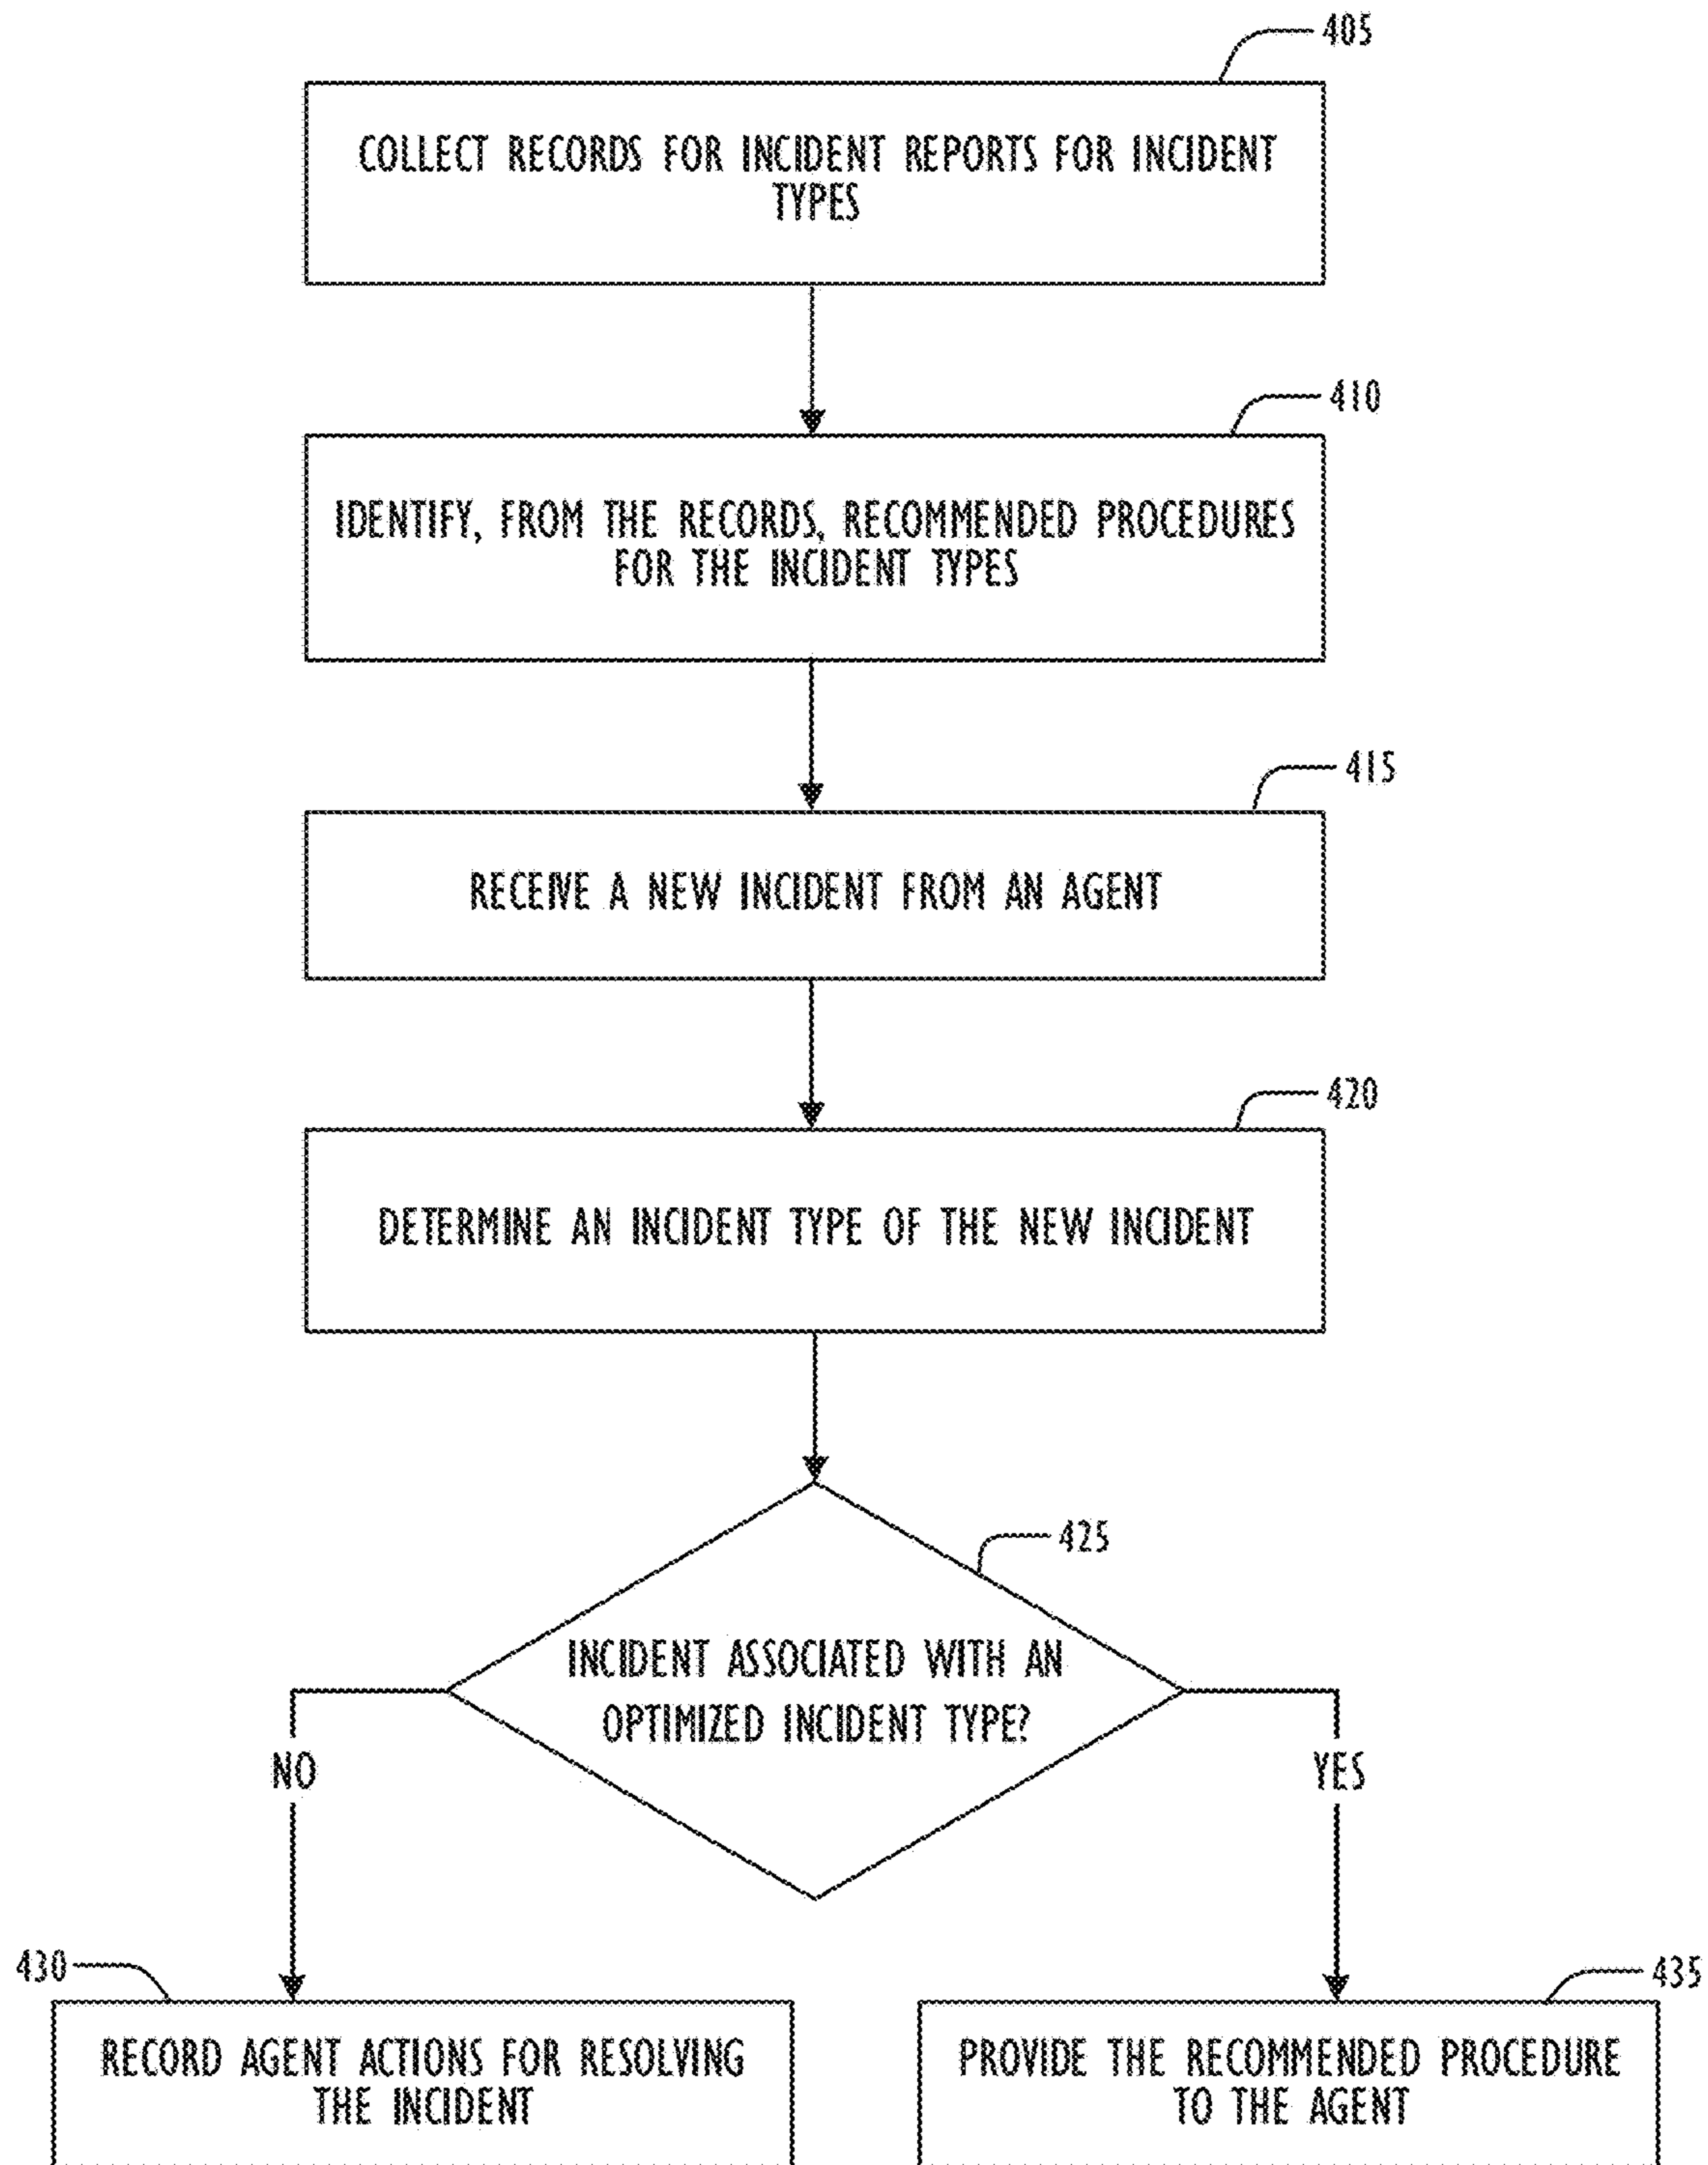 405
COLLECT RECORDS FOR INCIDENT REPORTS FOR INCIDENT
TYPES
410
IDENTIFY, FROM THE RECORDS, RECOMMENDED PROCEDURES
FOR THE INCIDENT TYPES
415
RECEIVE A NEW INCIDENT FROM AN AGENT
420
DETERMINE AN INCIDENT TYPE OF THE NEW INCIDENT
425
INCIDENT ASSOCIATED WITH AN
OPTIMIZED INCIDENT TYPE?
NO
YES
430
435
RECORD AGENT ACTIONS FOR RESOLVING
THE INCIDENT
PROVIDE THE RECOMMENDED PROCEDURE
TO THE AGENT